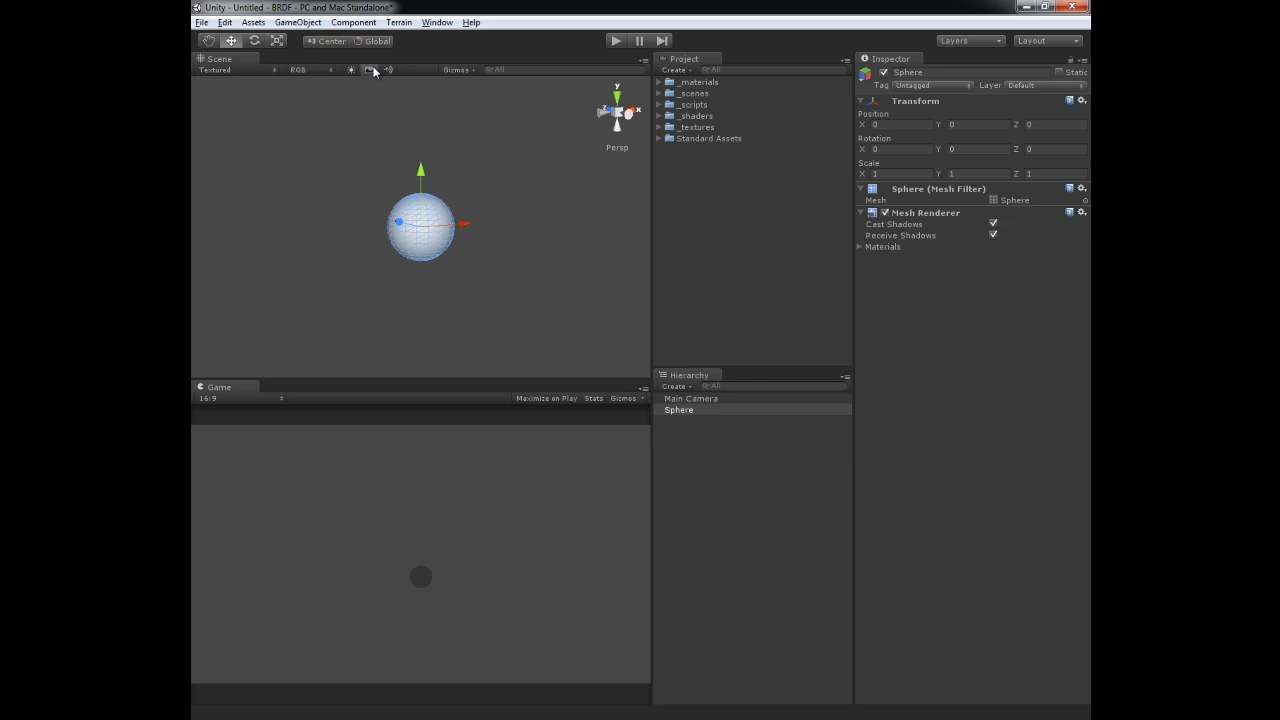 Unity - Untitled - BRDF - PC and Mac Standalone*
File Edit Assets GameObject Component Terrain Window Help
Center Global Layers Layout
Scene
Textured RGB Gizmos All
y
z x
Persp
Game
16:9 Maximize on Play Stats Gizmos
Project
Create All
_materials
_scenes
_scripts
_shaders
_textures
Standard Assets
Hierarchy
Create All
Main Camera
Sphere
Inspector
Sphere Static
Tag Untagged Layer Default
Transform
Position
X 0 Y 0 Z 0
Rotation
X 0 Y 0 Z 0
Scale
X 1 Y 1 Z 1
Sphere (Mesh Filter)
Mesh Sphere
Mesh Renderer
Cast Shadows
Receive Shadows
Materials